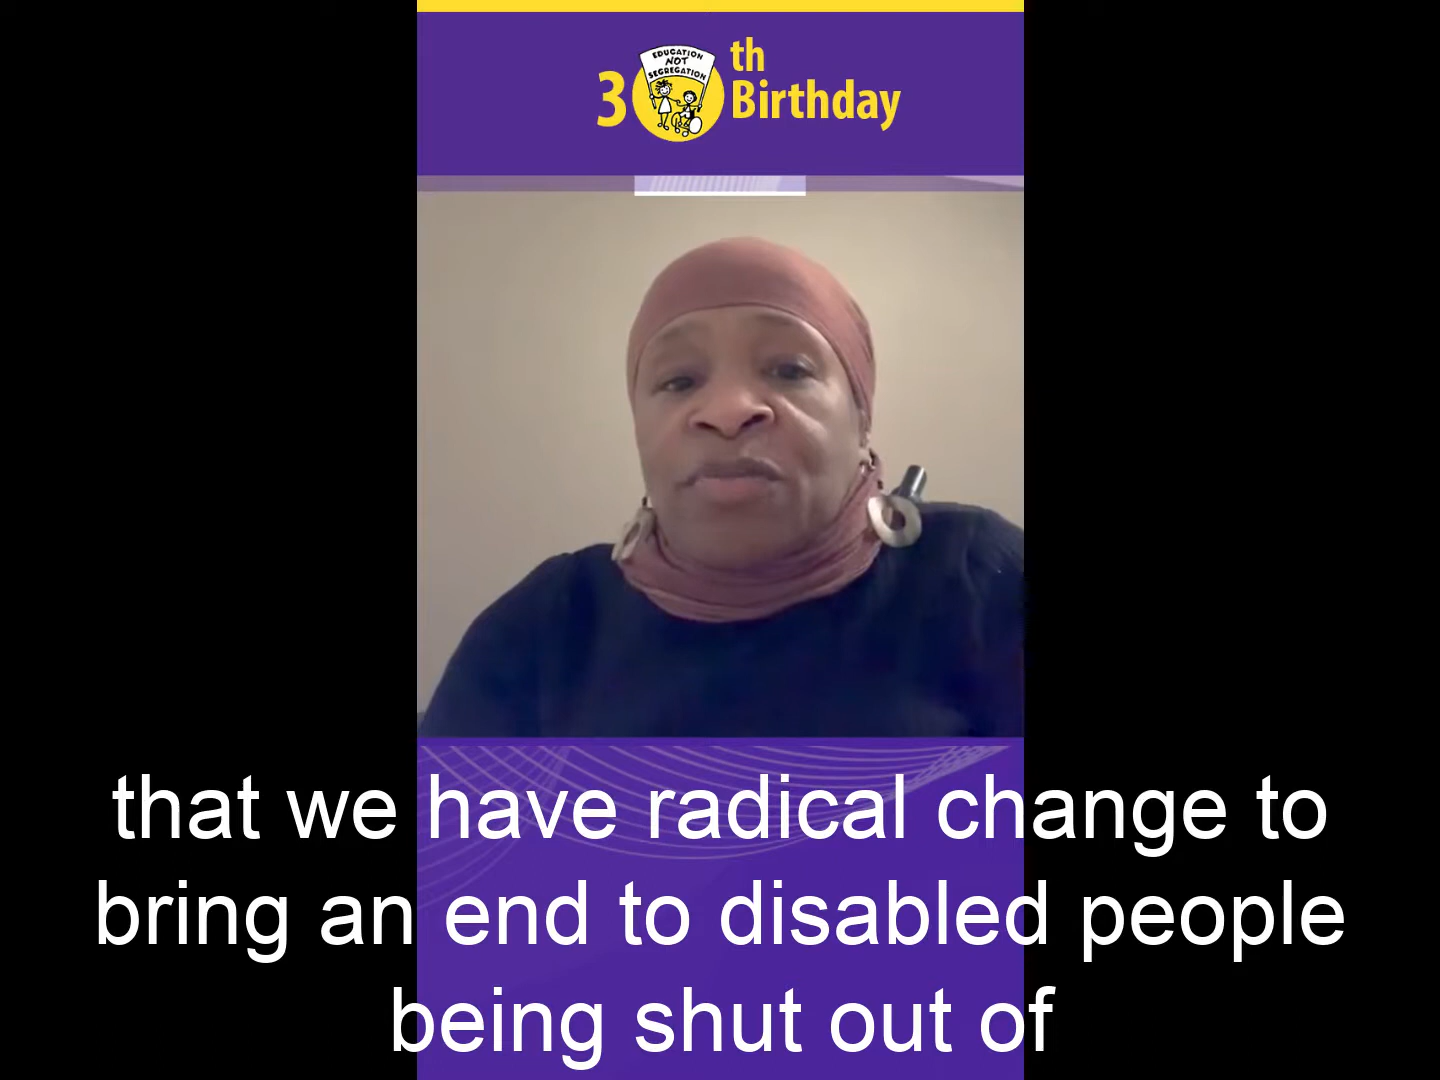 30th
Birthday
EDUCATION
NOT
SEGREGATION
that we have radical change to
bring an end to disabled people
being shut out of